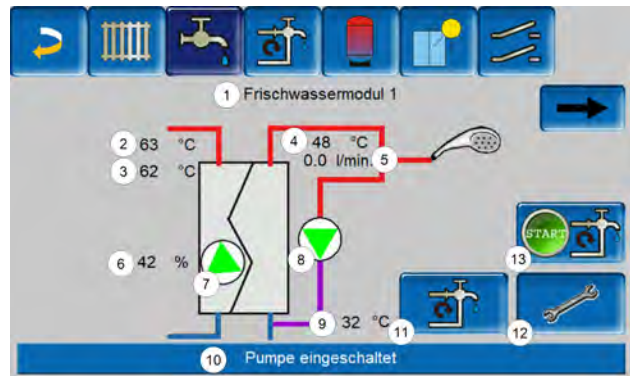 1 Frischwassermodul 1
2 63 °C
4 48 °C
0.0 l/min. 5
3 62 °C
START
6 42 %
7
8
13
9 32 °C
11
12
10 Pumpe eingeschaltet